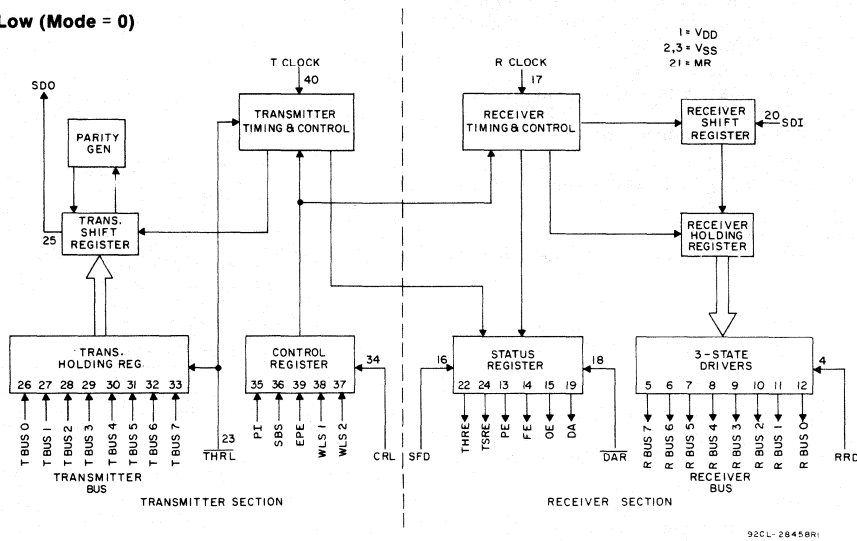 Low (Mode = 0)
1 = VDD
2,3 = VSS
21 = MR
T CLOCK
40
R CLOCK
17
SDO
TRANSMITTER
TIMING & CONTROL
RECEIVER
TIMING & CONTROL
RECEIVER
SHIFT
REGISTER
20
SDI
PARITY
GEN
25
TRANS.
SHIFT
REGISTER
RECEIVER
HOLDING
REGISTER
TRANS.
HOLDING REG.
26 27 28 29 30 31 32 33
CONTROL
REGISTER
35 36 39 38 37
34
16
STATUS
REGISTER
22 24 13 14 15 19
18
3-STATE
DRIVERS
5 6 7 8 9 10 11 12
4
T BUS 0
T BUS 1
T BUS 2
T BUS 3
T BUS 4
T BUS 5
T BUS 6
T BUS 7
23
THRL
PI
SBS
EPE
WLS 1
WLS 2
CRL
SFD
THRE
TSRE
PE
FE
OE
DA
DAR
R BUS 7
R BUS 6
R BUS 5
R BUS 4
R BUS 3
R BUS 2
R BUS 1
R BUS 0
RRD
TRANSMITTER
BUS
RECEIVER
BUS
TRANSMITTER SECTION
RECEIVER SECTION
92CL-28458R1